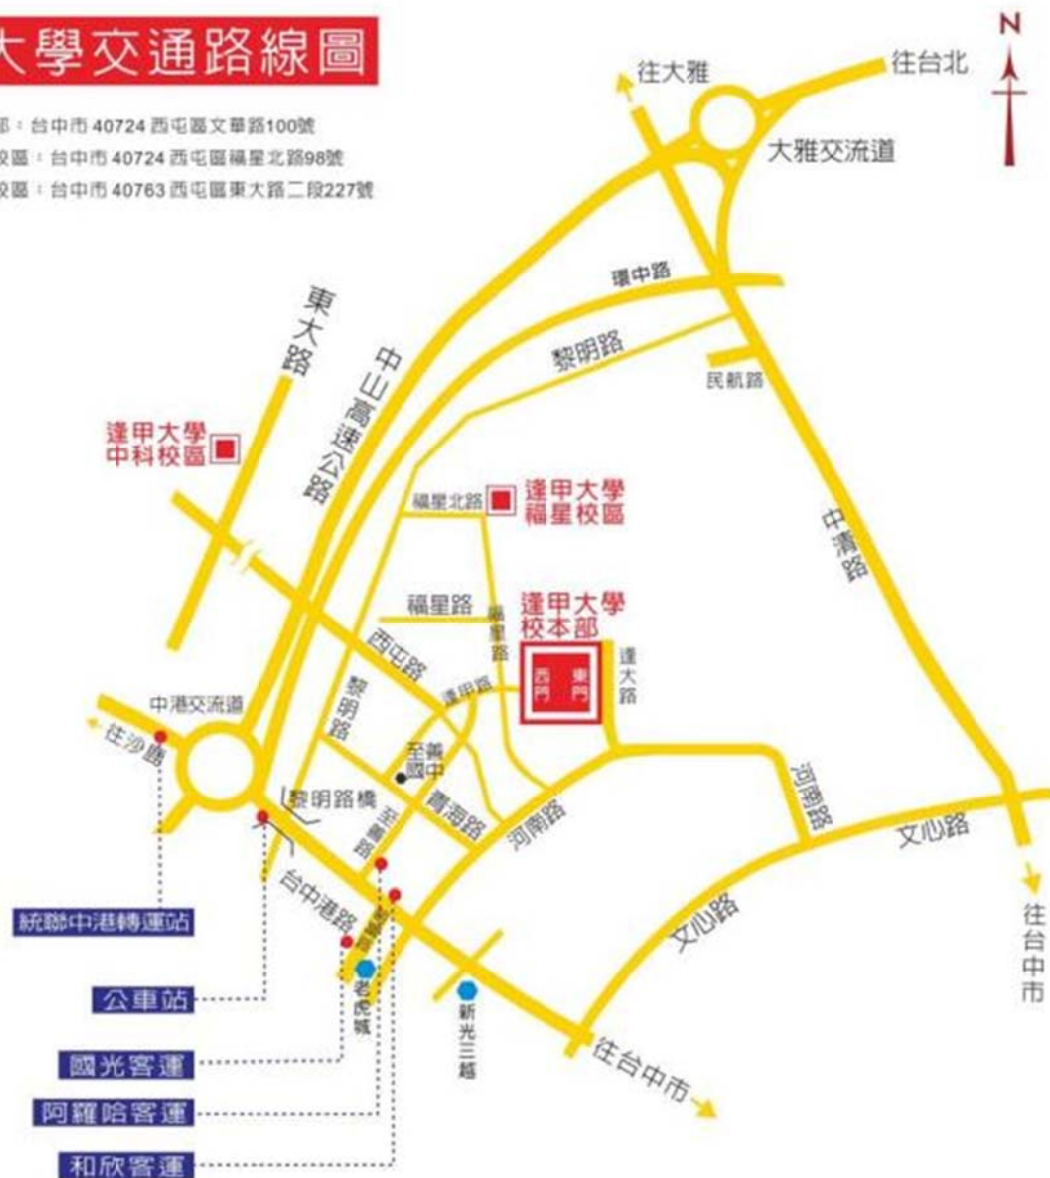 大學交通路線圖
部：台中市 40724 西屯區文華路100號
校區：台中市 40724 西屯區福星北路98號
校區：台中市 40763 西屯區東大路二段227號
N
往大雅
往台北
大雅交流道
環中路
東大路
中山高速公路
黎明路
民航路
逢甲大學
中科校區
福星北路
逢甲大學
福星校區
中清路
福星路
福星路
逢甲大學
校本部
西門
東門
逢大路
西屯路
逢甲路
黎明路
中港交流道
往沙鹿
至善
國中
黎明路橋
青海路
至善路
河南路
河南路
文心路
文心路
台中港路
往台中市
統聯中港轉運站
公車站
老虎城
新光三越
國光客運
往台中市
阿羅哈客運
和欣客運